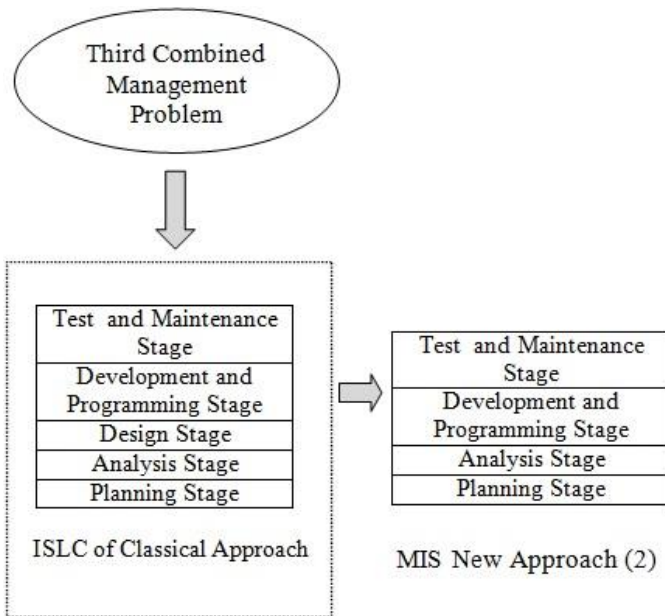 Third Combined
Management
Problem
Test and Maintenance
Stage
Development and
Programming Stage
Design Stage
Analysis Stage
Planning Stage
ISLC of Classical Approach
Test and Maintenance
Stage
Development and
Programming Stage
Analysis Stage
Planning Stage
MIS New Approach (2)